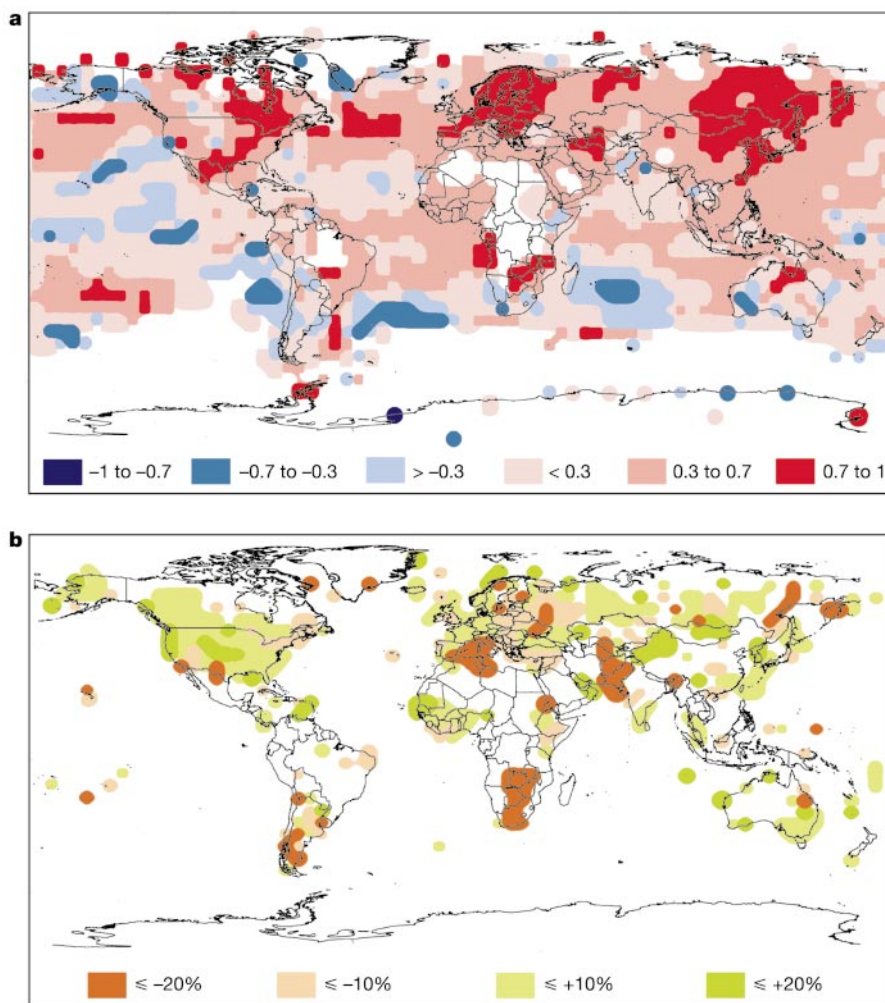 a
–1 to –0.7 –0.7 to –0.3 > –0.3 < 0.3 0.3 to 0.7 0.7 to 1
b
⩽ –20% ⩽ –10% ⩽ +10% ⩽ +20%